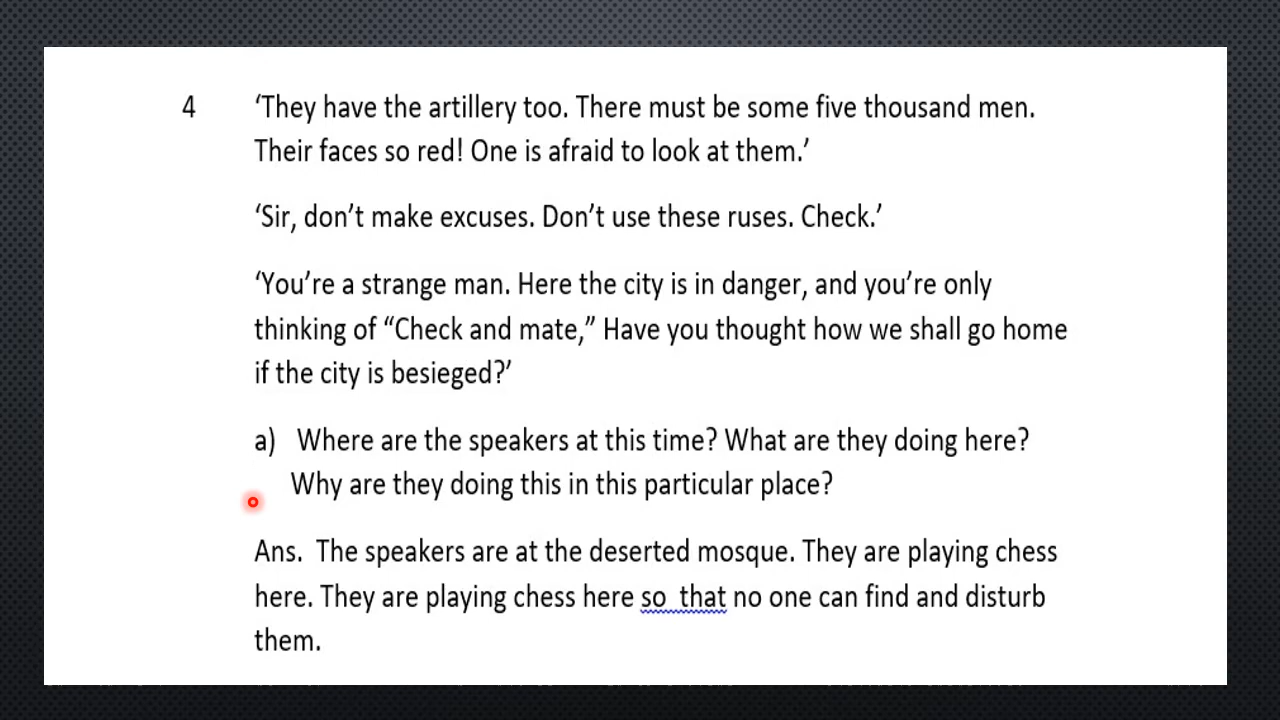 4 ‘They have the artillery too. There must be some five thousand men.
Their faces so red! One is afraid to look at them.’
‘Sir, don’t make excuses. Don’t use these ruses. Check.’
‘You’re a strange man. Here the city is in danger, and you’re only
thinking of “Check and mate,” Have you thought how we shall go home
if the city is besieged?’
a) Where are the speakers at this time? What are they doing here?
Why are they doing this in this particular place?
Ans. The speakers are at the deserted mosque. They are playing chess
here. They are playing chess here so that no one can find and disturb
them.